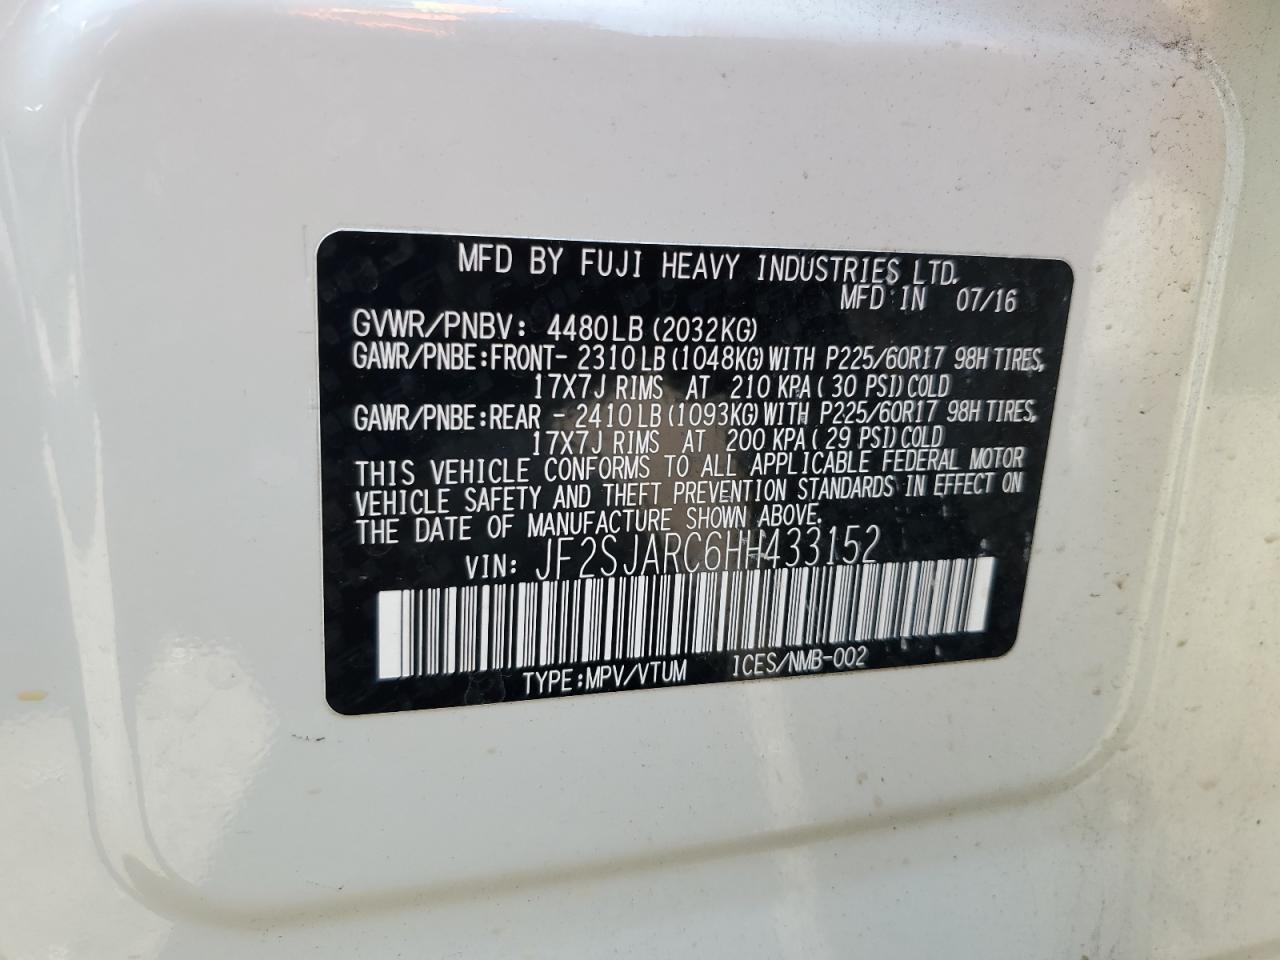 MFD BY FUJI HEAVY INDUSTRIES LTD.
MFD IN 07/16
GVWR/PNBV: 4480LB (2032KG)
GAWR/PNBE:FRONT- 2310LB (1048KG) WITH P225/60R17 98H TIRES,
17X7J RIMS AT 210 KPA ( 30 PSI) COLD
GAWR/PNBE:REAR - 2410LB (1093KG) WITH P225/60R17 98H TIRES,
17X7J RIMS AT 200 KPA ( 29 PSI) COLD
THIS VEHICLE CONFORMS TO ALL APPLICABLE FEDERAL MOTOR
VEHICLE SAFETY AND THEFT PREVENTION STANDARDS IN EFFECT ON
THE DATE OF MANUFACTURE SHOWN ABOVE.
VIN: JF2SJARC6HH433152
TYPE:MPV/VTUM ICES/NMB-002